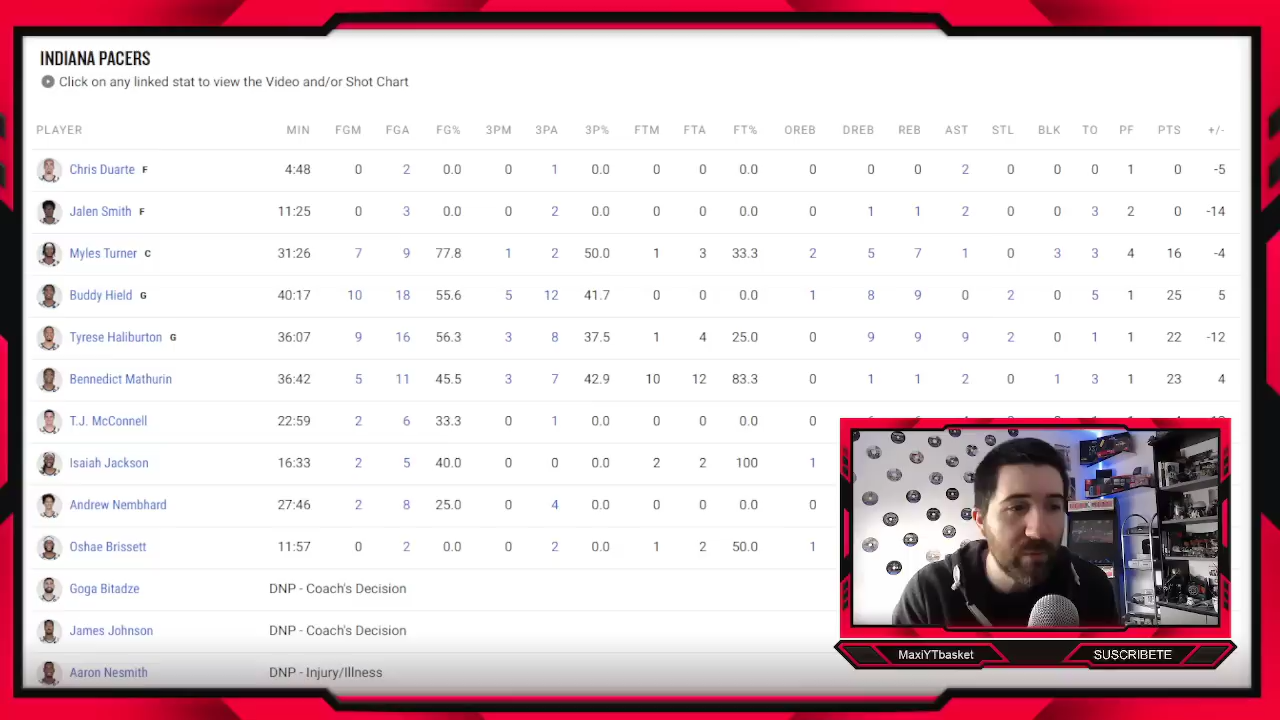 INDIANA PACERS
Click on any linked stat to view the Video and/or Shot Chart
PLAYER MIN FGM FGA FG% 3PM 3PA 3P% FTM FTA FT% OREB DREB REB AST STL BLK TO PF PTS +/-
Chris Duarte F 4:48 0 2 0.0 0 1 0.0 0 0 0.0 0 0 0 2 0 0 0 1 0 -5
Jalen Smith F 11:25 0 3 0.0 0 2 0.0 0 0 0.0 0 1 1 2 0 0 3 2 0 -14
Myles Turner C 31:26 7 9 77.8 1 2 50.0 1 3 33.3 2 5 7 1 0 3 3 4 16 -4
Buddy Hield G 40:17 10 18 55.6 5 12 41.7 0 0 0.0 1 8 9 0 2 0 5 1 25 5
Tyrese Haliburton G 36:07 9 16 56.3 3 8 37.5 1 4 25.0 0 9 9 9 2 0 1 1 22 -12
Bennedict Mathurin 36:42 5 11 45.5 3 7 42.9 10 12 83.3 0 1 1 2 0 1 3 1 23 4
T.J. McConnell 22:59 2 6 33.3 0 1 0.0 0 0 0.0 0
Isaiah Jackson 16:33 2 5 40.0 0 0 0.0 2 2 100 1
Andrew Nembhard 27:46 2 8 25.0 0 4 0.0 0 0 0.0 0
Oshae Brissett 11:57 0 2 0.0 0 2 0.0 1 2 50.0 1
Goga Bitadze DNP - Coach's Decision
James Johnson DNP - Coach's Decision
Aaron Nesmith DNP - Injury/Illness
MaxiYTbasket SUSCRIBETE